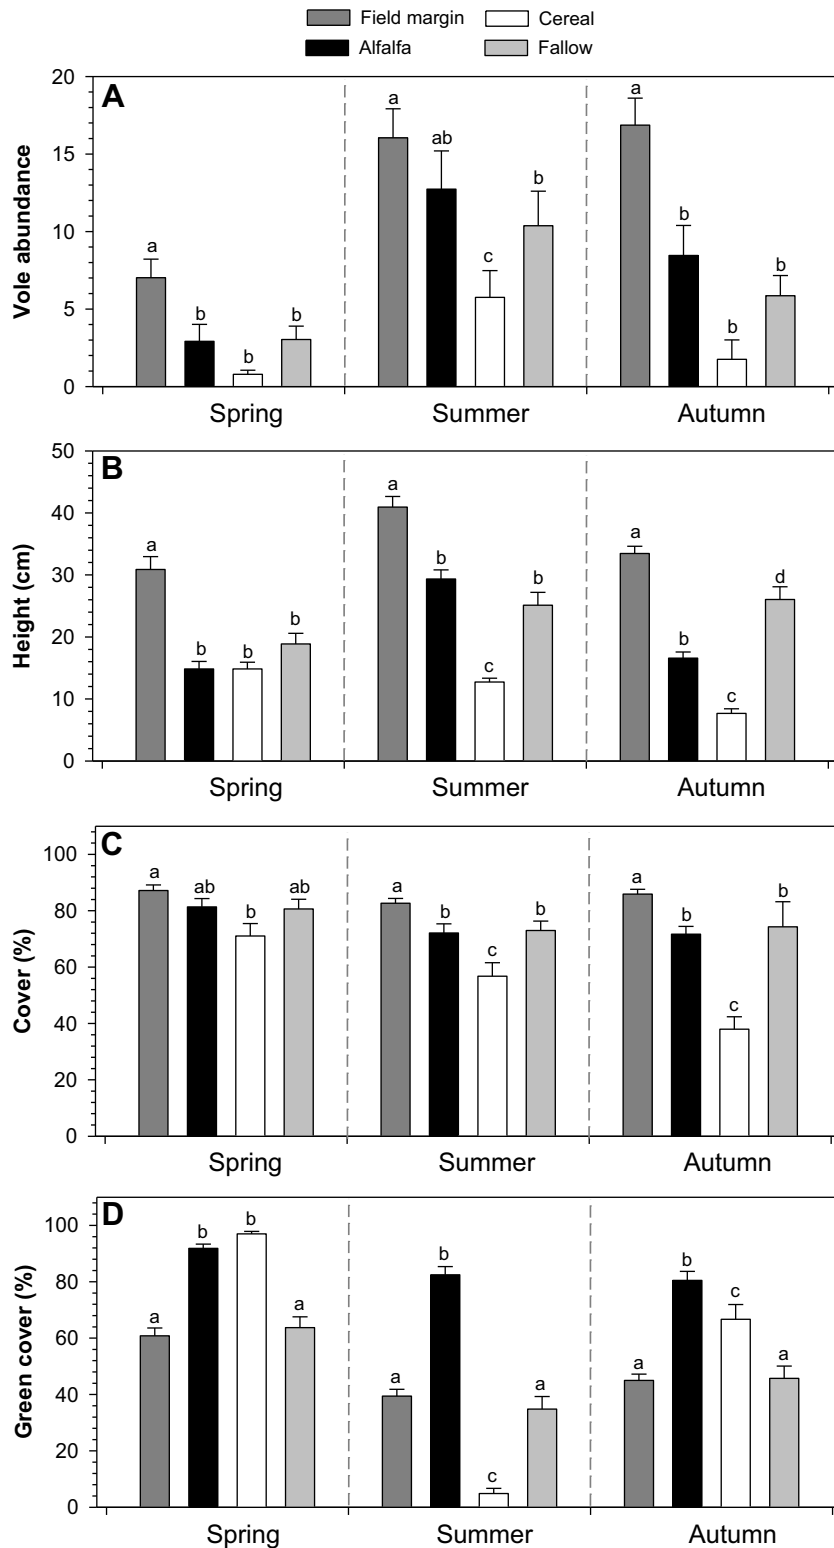 Field margin Cereal
Alfalfa Fallow
A
Vole abundance
20
15
10
5
0
a b b b
a ab c b
a b b b
Spring Summer Autumn
B
Height (cm)
50
40
30
20
10
0
a b b b
a b c b
a b c d
Spring Summer Autumn
C
Cover (%)
100
80
60
40
20
0
a ab b ab
a b c b
a b c b
Spring Summer Autumn
D
Green cover (%)
100
80
60
40
20
0
a b b a
a b c a
a b c a
Spring Summer Autumn